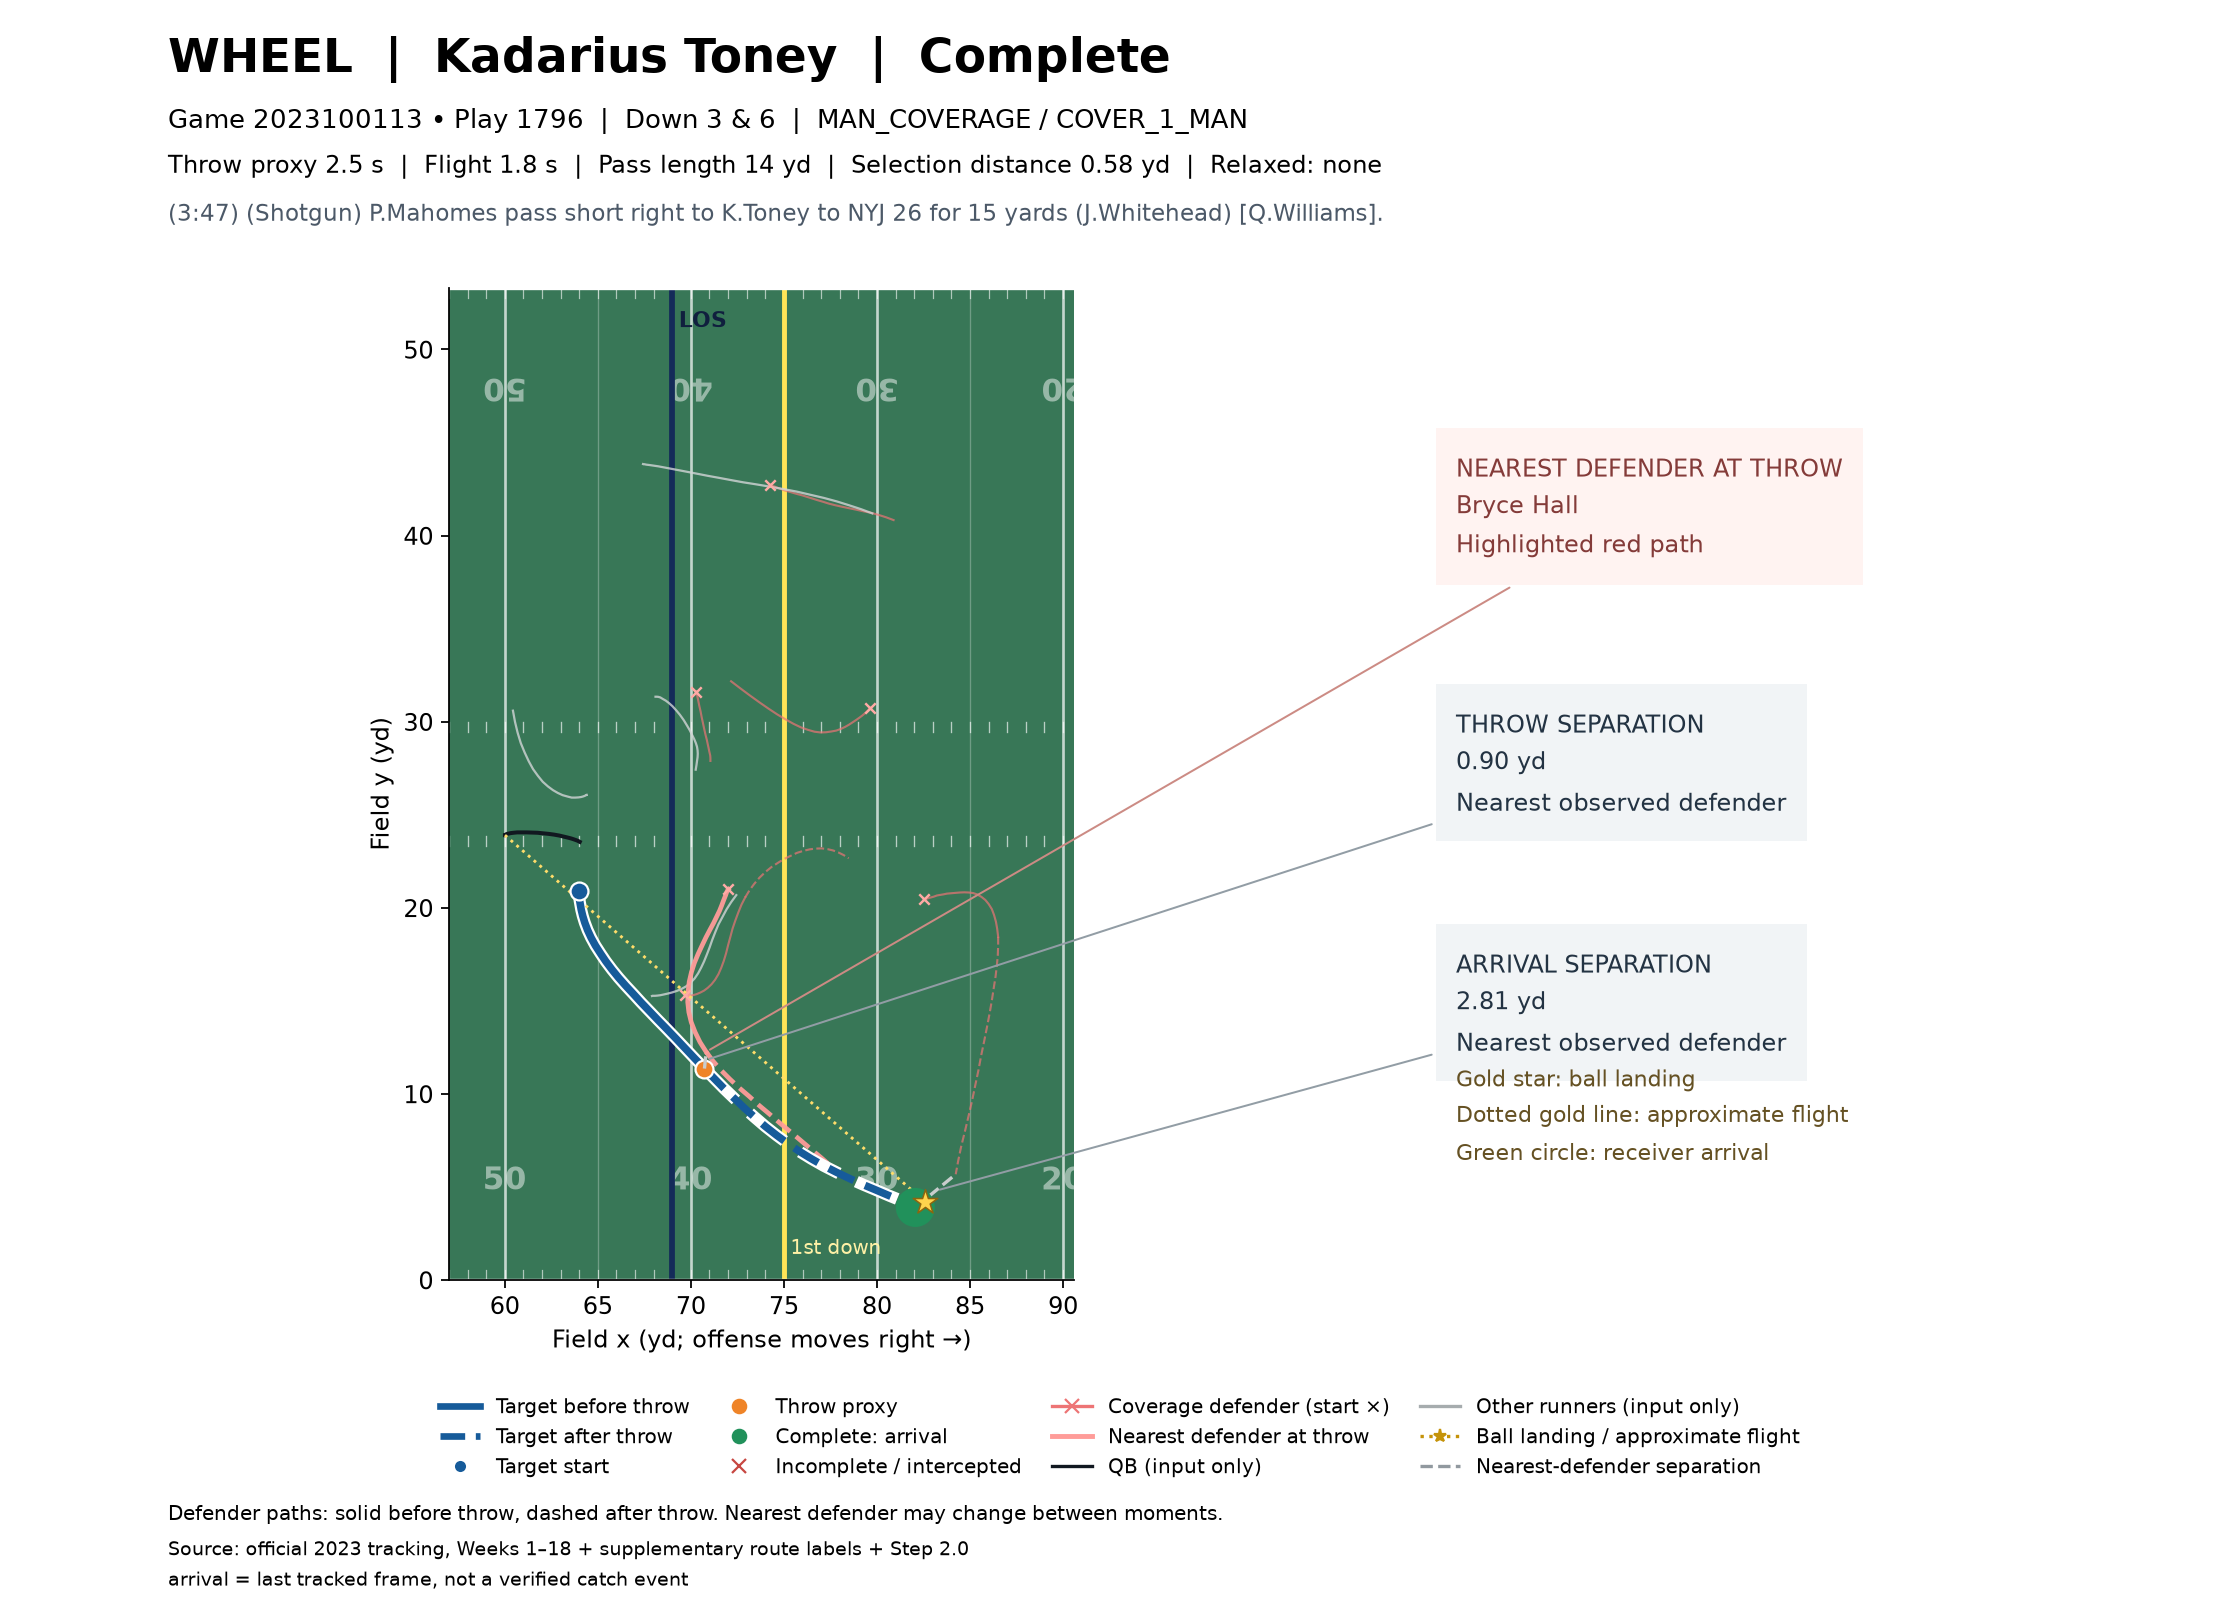 WHEEL | Kadarius Toney | Complete
Game 2023100113 • Play 1796 | Down 3 & 6 | MAN_COVERAGE / COVER_1_MAN
Throw proxy 2.5 s | Flight 1.8 s | Pass length 14 yd | Selection distance 0.58 yd | Relaxed: none
(3:47) (Shotgun) P.Mahomes pass short right to K.Toney to NYJ 26 for 15 yards (J.Whitehead) [Q.Williams].
LOS
50 40 30 20
50
40
30
20
10
0
Field y (yd)
50 40 30 20
1st down
60 65 70 75 80 85 90
Field x (yd; offense moves right →)
NEAREST DEFENDER AT THROW
Bryce Hall
Highlighted red path
THROW SEPARATION
0.90 yd
Nearest observed defender
ARRIVAL SEPARATION
2.81 yd
Nearest observed defender
Gold star: ball landing
Dotted gold line: approximate flight
Green circle: receiver arrival
Target before throw
Target after throw
Target start
Throw proxy
Complete: arrival
Incomplete / intercepted
Coverage defender (start ×)
Nearest defender at throw
QB (input only)
Other runners (input only)
Ball landing / approximate flight
Nearest-defender separation
Defender paths: solid before throw, dashed after throw. Nearest defender may change between moments.
Source: official 2023 tracking, Weeks 1–18 + supplementary route labels + Step 2.0
arrival = last tracked frame, not a verified catch event